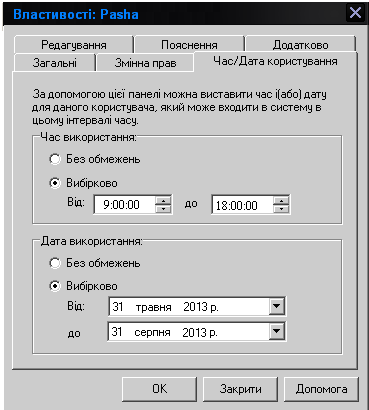 Властивості: Pasha
Редагування Пояснення Додатково
Загальні Змінна прав Час/Дата користування
За допомогою цієї панелі можна виставити час і(або) дату
для даного користувача, який може входити в систему в
цьому інтервалі часу.
Час використання:
Без обмежень
Вибірково
Від: 9:00:00 до 18:00:00
Дата використання:
Без обмежень
Вибірково
Від: 31 травня 2013 р.
до 31 серпня 2013 р.
OK Закрити Допомога